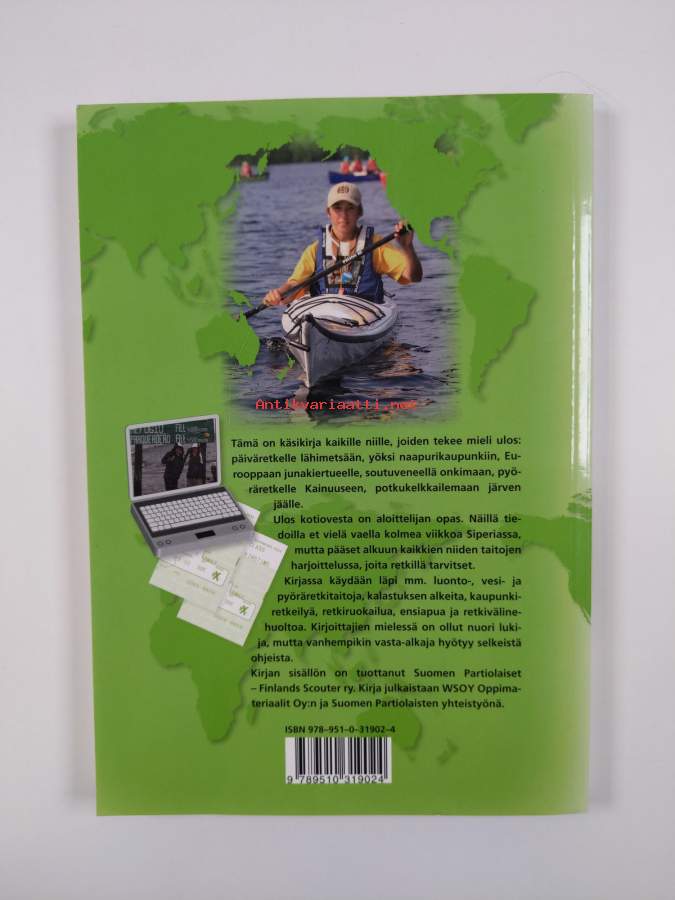 Antikvariaatti.net
Tämä on käsikirja kaikille niille, joiden tekee mieli ulos:
päiväretkelle lähimetsään, yöksi naapurikaupunkiin, Eu-
rooppaan junakiertueelle, soutuveneellä onkimaan, pyö-
räretkelle Kainuuseen, potkukelkkailemaan järven
jäälle.
Ulos kotiovesta on aloittelijan opas. Näillä tie-
doilla et vielä vaella kolmea viikkoa Siperiassa,
mutta pääset alkuun kaikkien niiden taitojen
harjoittelussa, joita retkillä tarvitset.
Kirjassa käydään läpi mm. luonto-, vesi- ja
pyöräretkitaitoja, kalastuksen alkeita, kaupunki-
retkeilyä, retkiruokailua, ensiapua ja retkiväline-
huoltoa. Kirjoittajien mielessä on ollut nuori luki-
ja, mutta vanhempikin vasta-alkaja hyötyy selkeistä
ohjeista.
Kirjan sisällön on tuottanut Suomen Partiolaiset
– Finlands Scouter ry. Kirja julkaistaan WSOY Oppima-
teriaalit Oy:n ja Suomen Partiolaisten yhteistyönä.
ISBN 978–951–0–31902–4
9 789510 319024